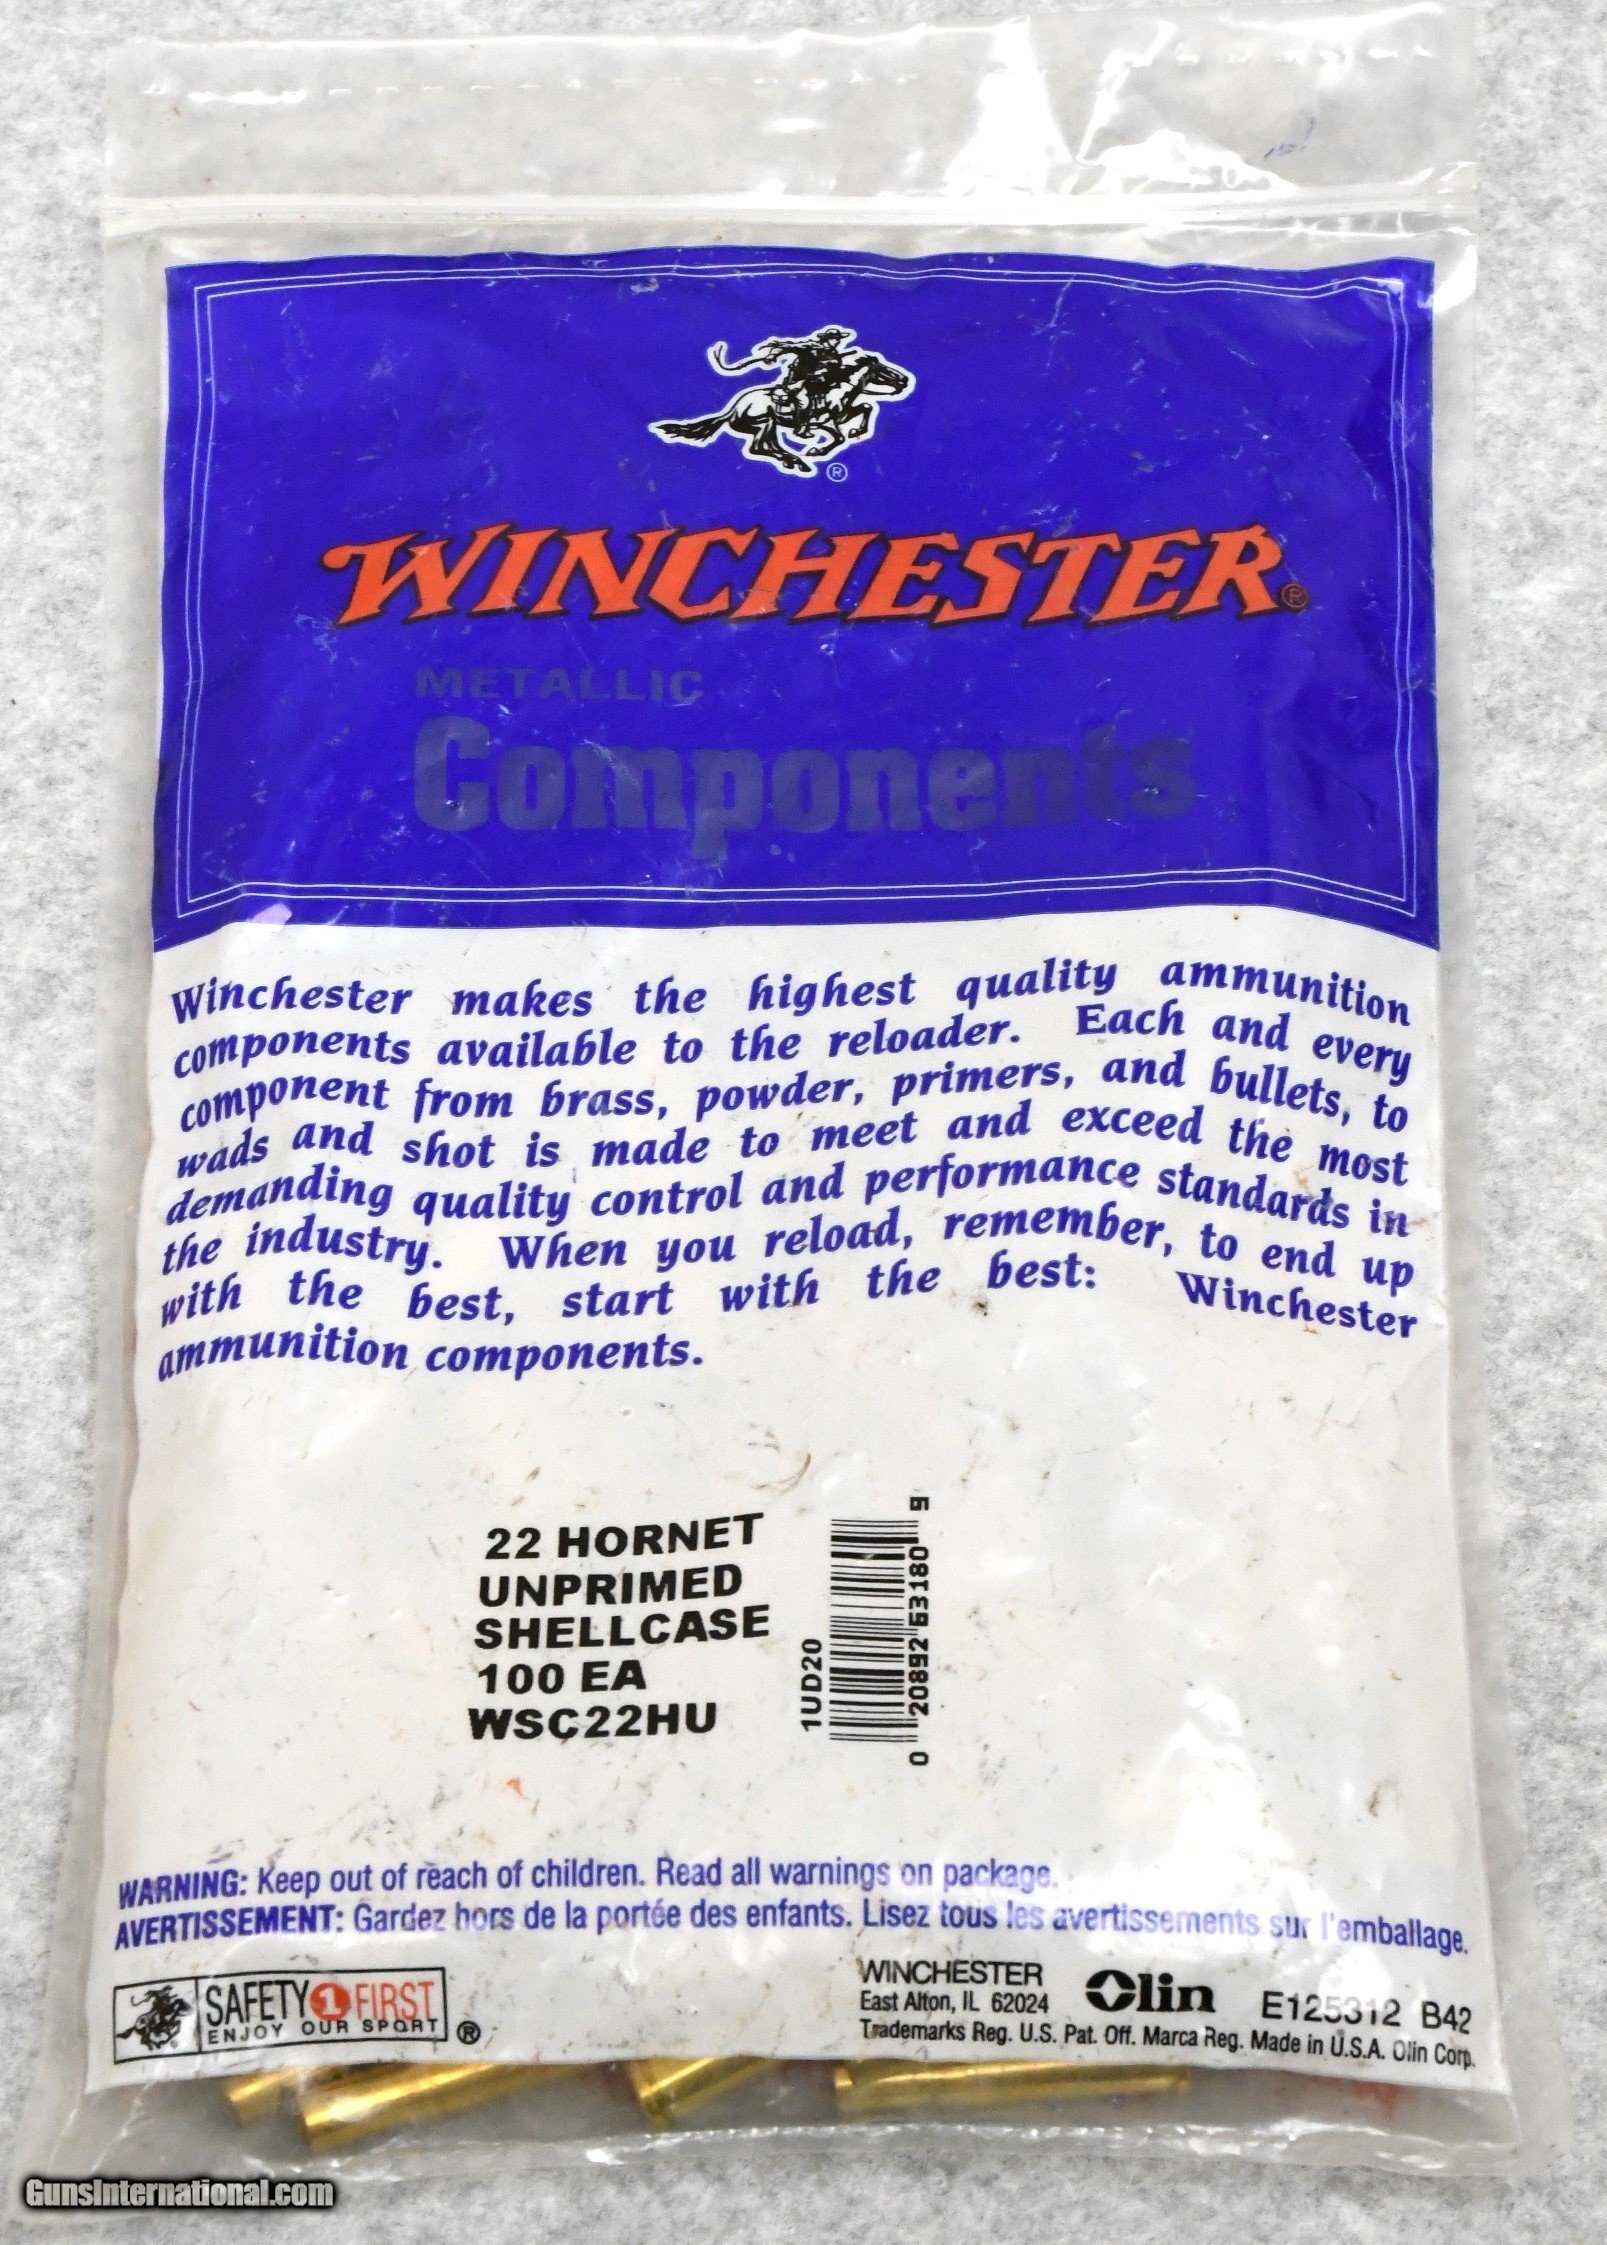 ®
WINCHESTER®
METALLIC
Components
Winchester makes the highest quality ammunition
components available to the reloader. Each and every
component from brass, powder, primers, and bullets, to
wads and shot is made to meet and exceed the most
demanding quality control and performance standards in
the industry. When you reload, remember, to end up
with the best, start with the best: Winchester
ammunition components.
22 HORNET
UNPRIMED
SHELLCASE
100 EA
WSC22HU
1UD20
0 20892 63180 9
WARNING: Keep out of reach of children. Read all warnings on package.
AVERTISSEMENT: Gardez hors de la portée des enfants. Lisez tous les avertissements sur l'emballage.
SAFETY 1 FIRST
ENJOY OUR SPORT ®
WINCHESTER
East Alton, IL 62024
Olin
E125312 B42
Trademarks Reg. U.S. Pat. Off. Marca Reg. Made in U.S.A. Olin Corp.
GunsInternational.com